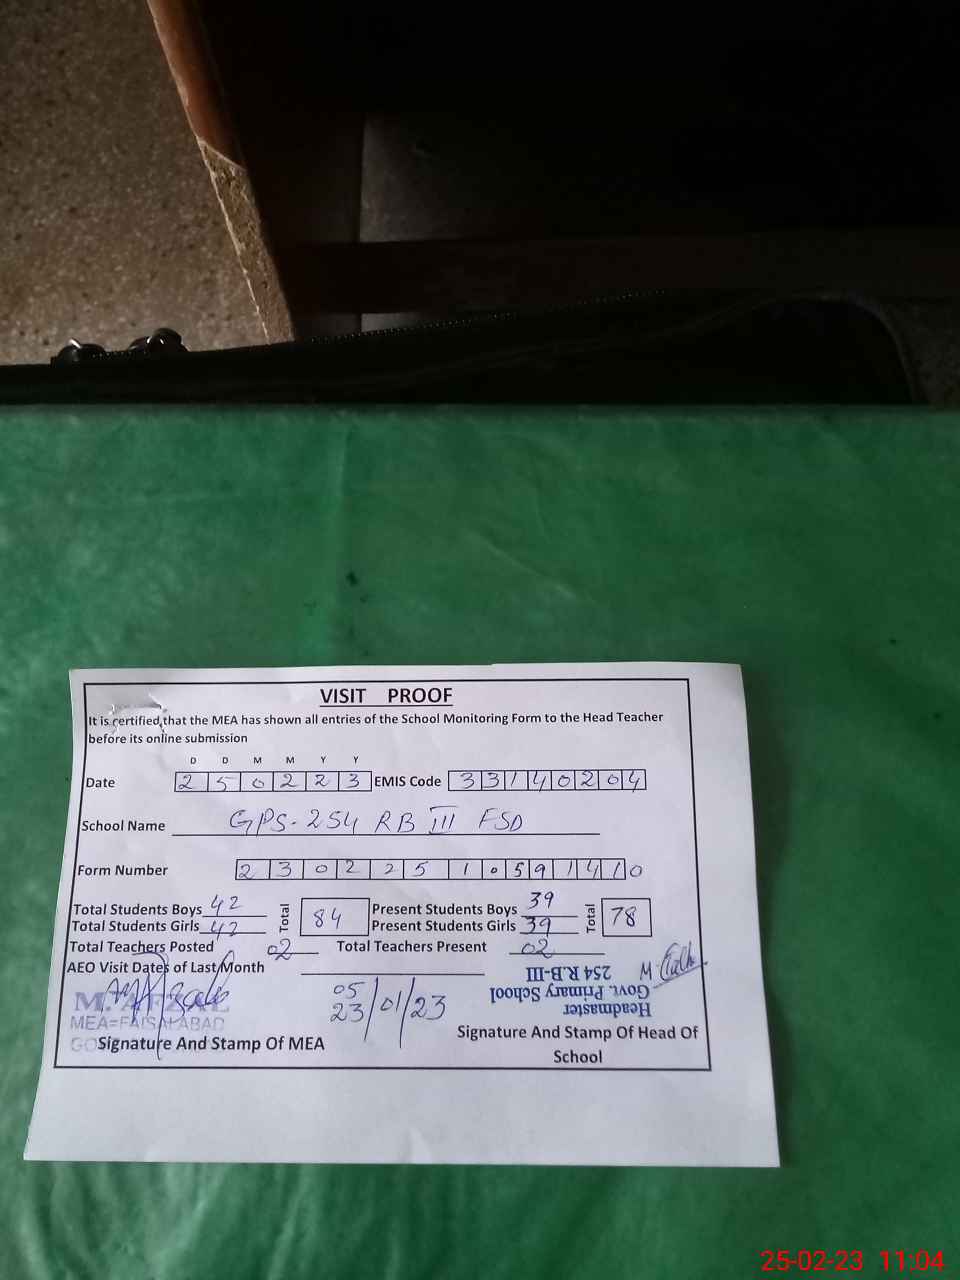 VISIT PROOF
It is certified that the MEA has shown all entries of the School Monitoring Form to the Head Teacher
before its online submission
D D M M Y Y
Date 2 5 0 2 2 3 EMIS Code 3 3 1 4 0 2 0 4
School Name GPS-254 RB III FSD
Form Number 2 3 0 2 2 5 1 0 5 9 1 4 1 0
Total Students Boys 42 Total 84 Present Students Boys 39 Total 78
Total Students Girls 42 Present Students Girls 39
Total Teachers Posted 02 Total Teachers Present 02
AEO Visit Dates of Last Month
05
23/01/23
M. AFZAL
MEA=FAISALABAD
Signature And Stamp Of MEA
Headmaster
Govt. Primary School
254 R.B-III
Signature And Stamp Of Head Of
School
25-02-23 11:04